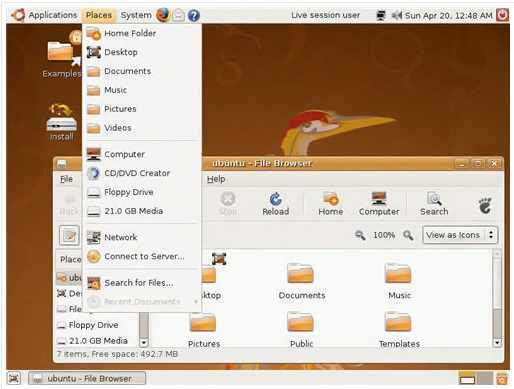 Applications Places System Live session user Sun Apr 20, 12:48 AM
Home Folder
Desktop
Documents
Music
Pictures
Videos
Computer
CD/DVD Creator
Floppy Drive
21.0 GB Media
Network
Connect to Server...
Search for Files...
Recent Documents
Examples
Install
ubuntu - File Browser
File Help
Back Stop Reload Home Computer Search
100% View as Icons
Places
ubu
Des
File
Floppy Drive
21.0 GB Media
sktop Documents Music
Pictures Public Templates
7 items, Free space: 492.7 MB
ubuntu - File Browser